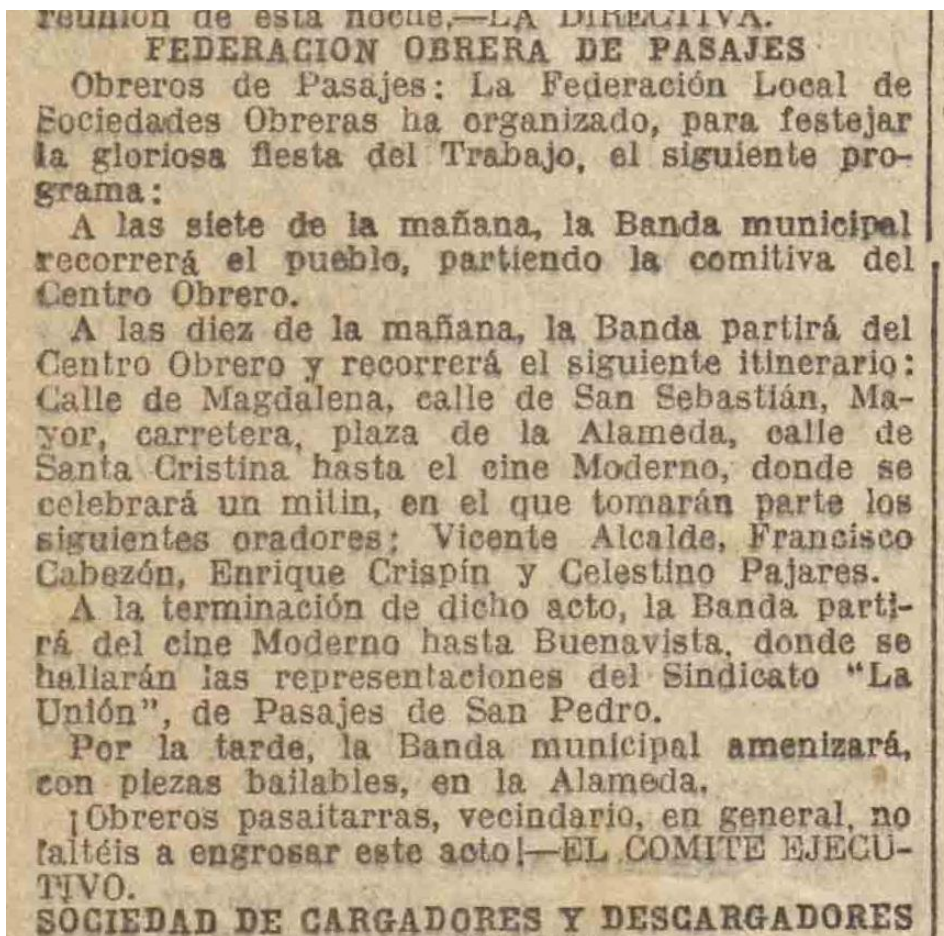 reunión de esta noche.—LA DIRECTIVA.
FEDERACION OBRERA DE PASAJES
Obreros de Pasajes: La Federación Local de
Sociedades Obreras ha organizado, para festejar
la gloriosa fiesta del Trabajo, el siguiente pro-
grama:
A las siete de la mañana, la Banda municipal
recorrerá el pueblo, partiendo la comitiva del
Centro Obrero.
A las diez de la mañana, la Banda partirá del
Centro Obrero y recorrerá el siguiente itinerario:
Calle de Magdalena, calle de San Sebastián, Ma-
yor, carretera, plaza de la Alameda, calle de
Santa Cristina hasta el cine Moderno, donde se
celebrará un mitin, en el que tomarán parte los
siguientes oradores: Vicente Alcalde, Francisco
Cabezón, Enrique Crispín y Celestino Pajares.
A la terminación de dicho acto, la Banda parti-
rá del cine Moderno hasta Buenavista, donde se
hallarán las representaciones del Sindicato "La
Unión", de Pasajes de San Pedro.
Por la tarde, la Banda municipal amenizará,
con piezas bailables, en la Alameda.
¡Obreros pasaitarras, vecindario, en general, no
faltéis a engrosar este acto!—EL COMITE EJECU-
TIVO.
SOCIEDAD DE CARGADORES Y DESCARGADORES